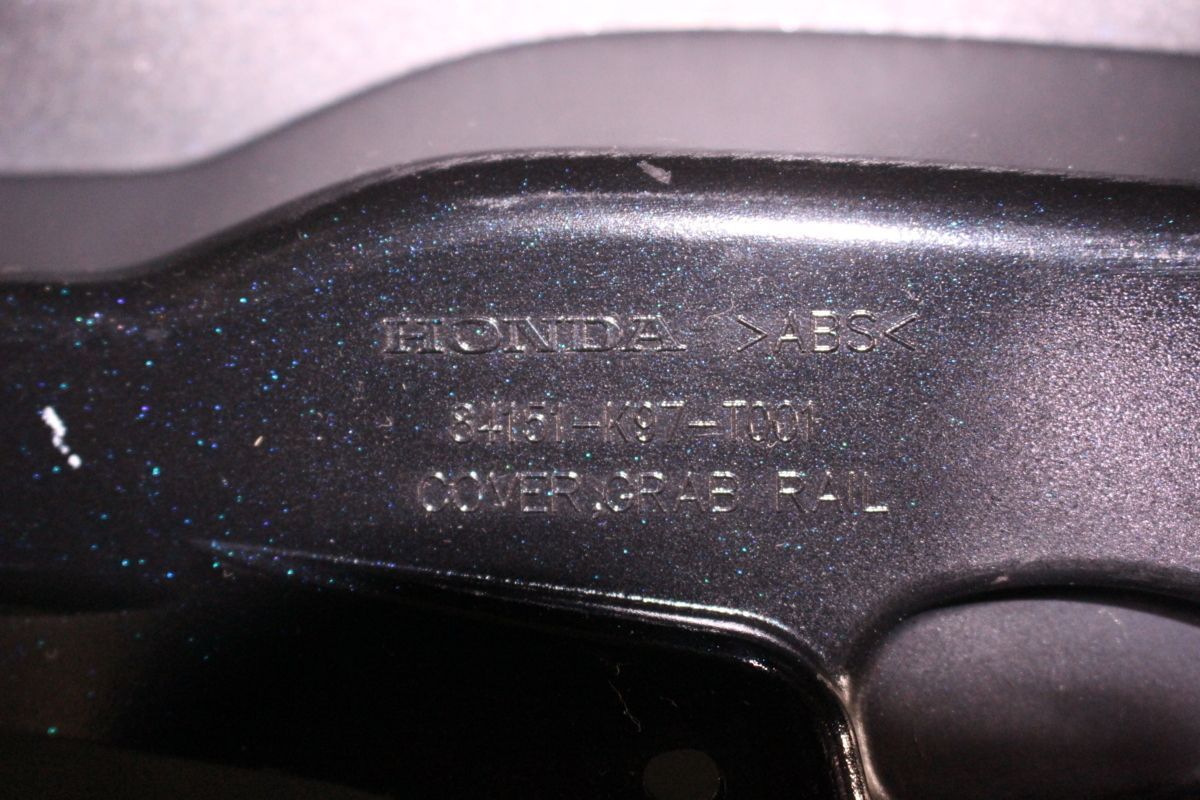 HONDA >ABS<
84151-K97-T001
COVER,GRAB RAIL